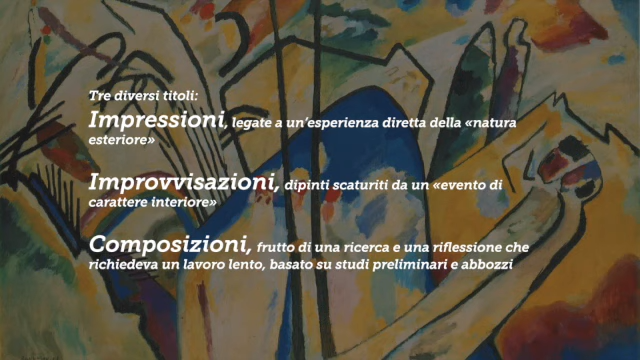 Tre diversi titoli:
Impressioni, legate a un'esperienza diretta della «natura
esteriore»
Improvvisazioni, dipinti scaturiti da un «evento di
carattere interiore»
Composizioni, frutto di una ricerca e una riflessione che
richiedeva un lavoro lento, basato su studi preliminari e abbozzi